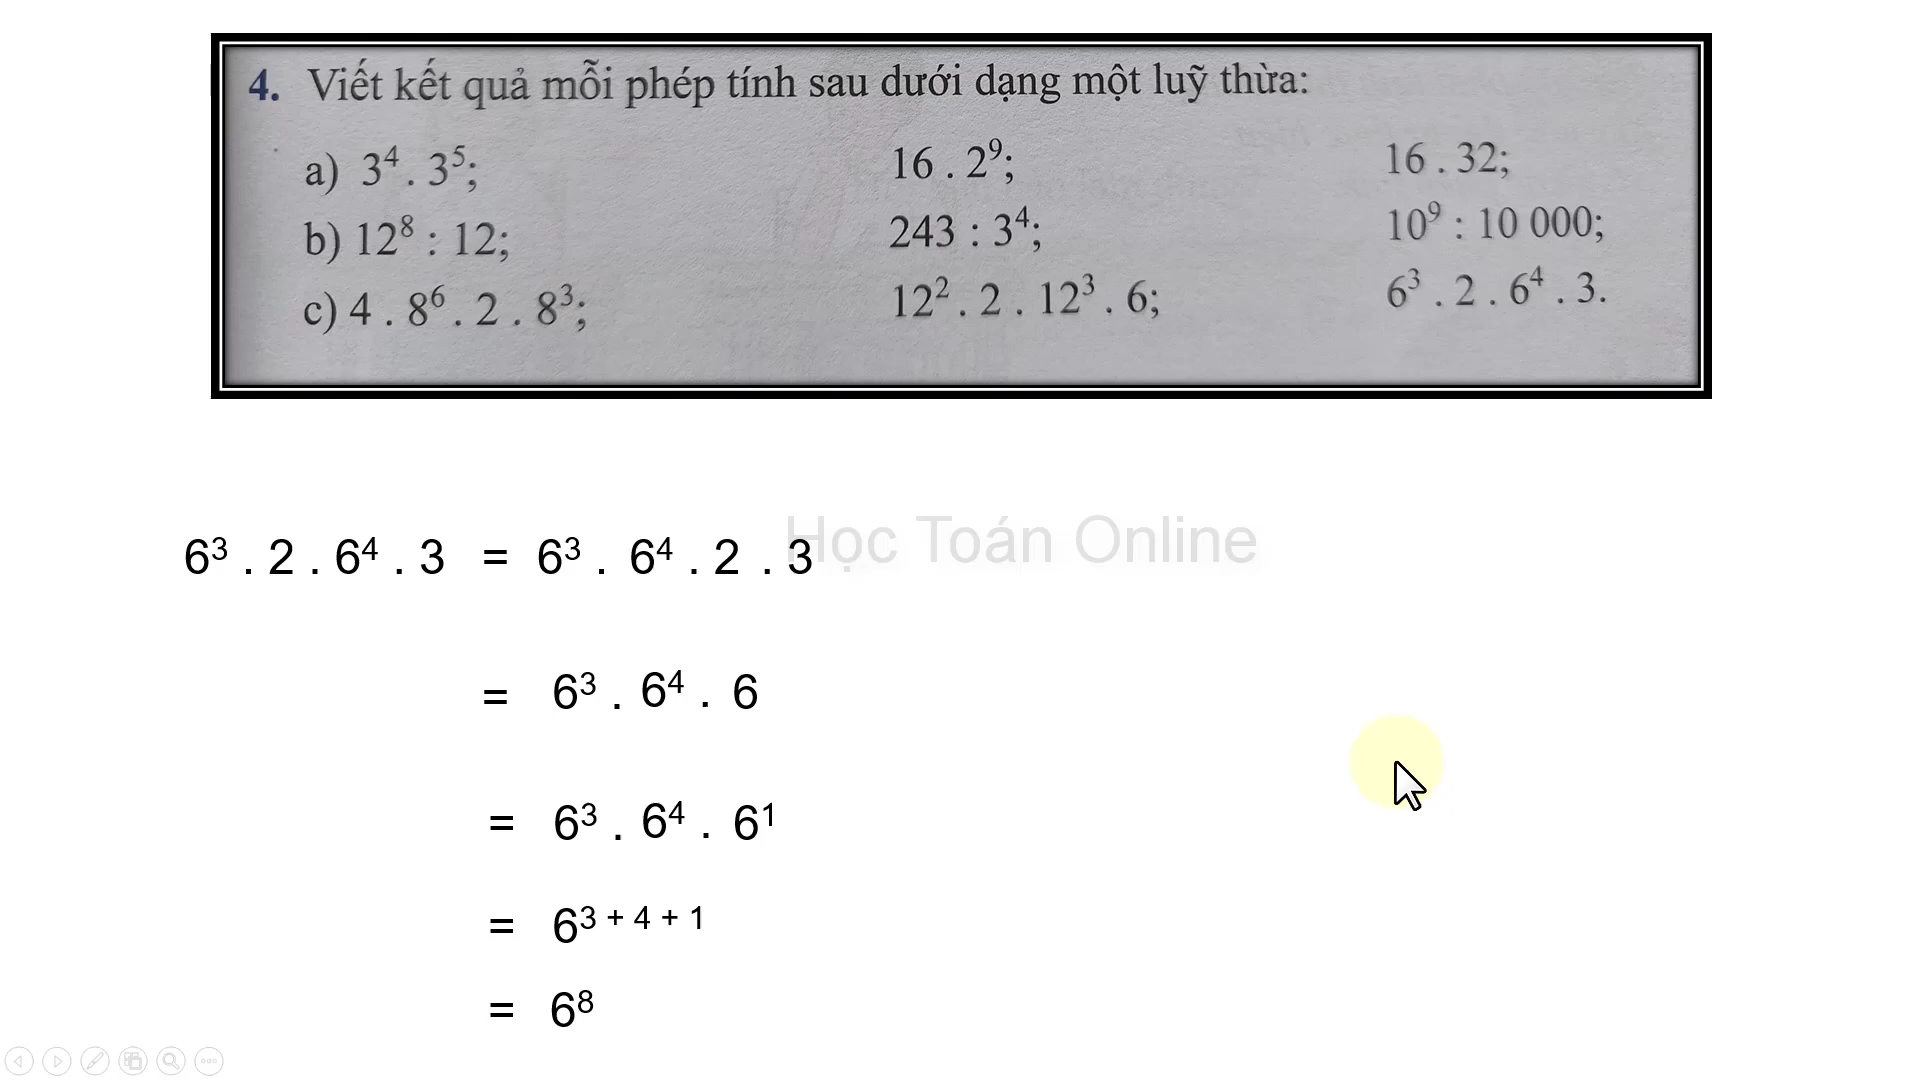 4. Viết kết quả mỗi phép tính sau dưới dạng một luỹ thừa:
a) 3⁴ . 3⁵; 16 . 2⁹; 16 . 32;
b) 12⁸ : 12; 243 : 3⁴; 10⁹ : 10 000;
c) 4 . 8⁶ . 2 . 8³; 12² . 2 . 12³ . 6; 6³ . 2 . 6⁴ . 3.
Học Toán Online
6³ . 2 . 6⁴ . 3 = 6³ . 6⁴ . 2 . 3
= 6³ . 6⁴ . 6
= 6³ . 6⁴ . 6¹
= 6³ ⁺ ⁴ ⁺ ¹
= 6⁸